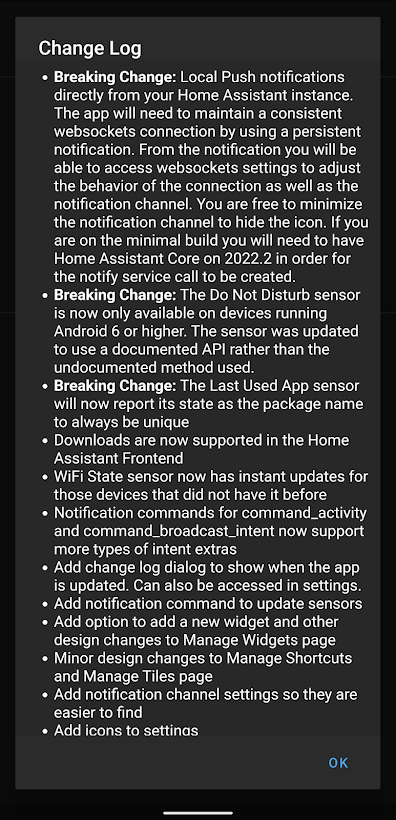 Change Log
• Breaking Change: Local Push notifications
directly from your Home Assistant instance.
The app will need to maintain a consistent
websockets connection by using a persistent
notification. From the notification you will be
able to access websockets settings to adjust
the behavior of the connection as well as the
notification channel. You are free to minimize
the notification channel to hide the icon. If you
are on the minimal build you will need to have
Home Assistant Core on 2022.2 in order for
the notify service call to be created.
• Breaking Change: The Do Not Disturb sensor
is now only available on devices running
Android 6 or higher. The sensor was updated
to use a documented API rather than the
undocumented method used.
• Breaking Change: The Last Used App sensor
will now report its state as the package name
to always be unique
• Downloads are now supported in the Home
Assistant Frontend
• WiFi State sensor now has instant updates for
those devices that did not have it before
• Notification commands for command_activity
and command_broadcast_intent now support
more types of intent extras
• Add change log dialog to show when the app
is updated. Can also be accessed in settings.
• Add notification command to update sensors
• Add option to add a new widget and other
design changes to Manage Widgets page
• Minor design changes to Manage Shortcuts
and Manage Tiles page
• Add notification channel settings so they are
easier to find
• Add icons to settings
OK